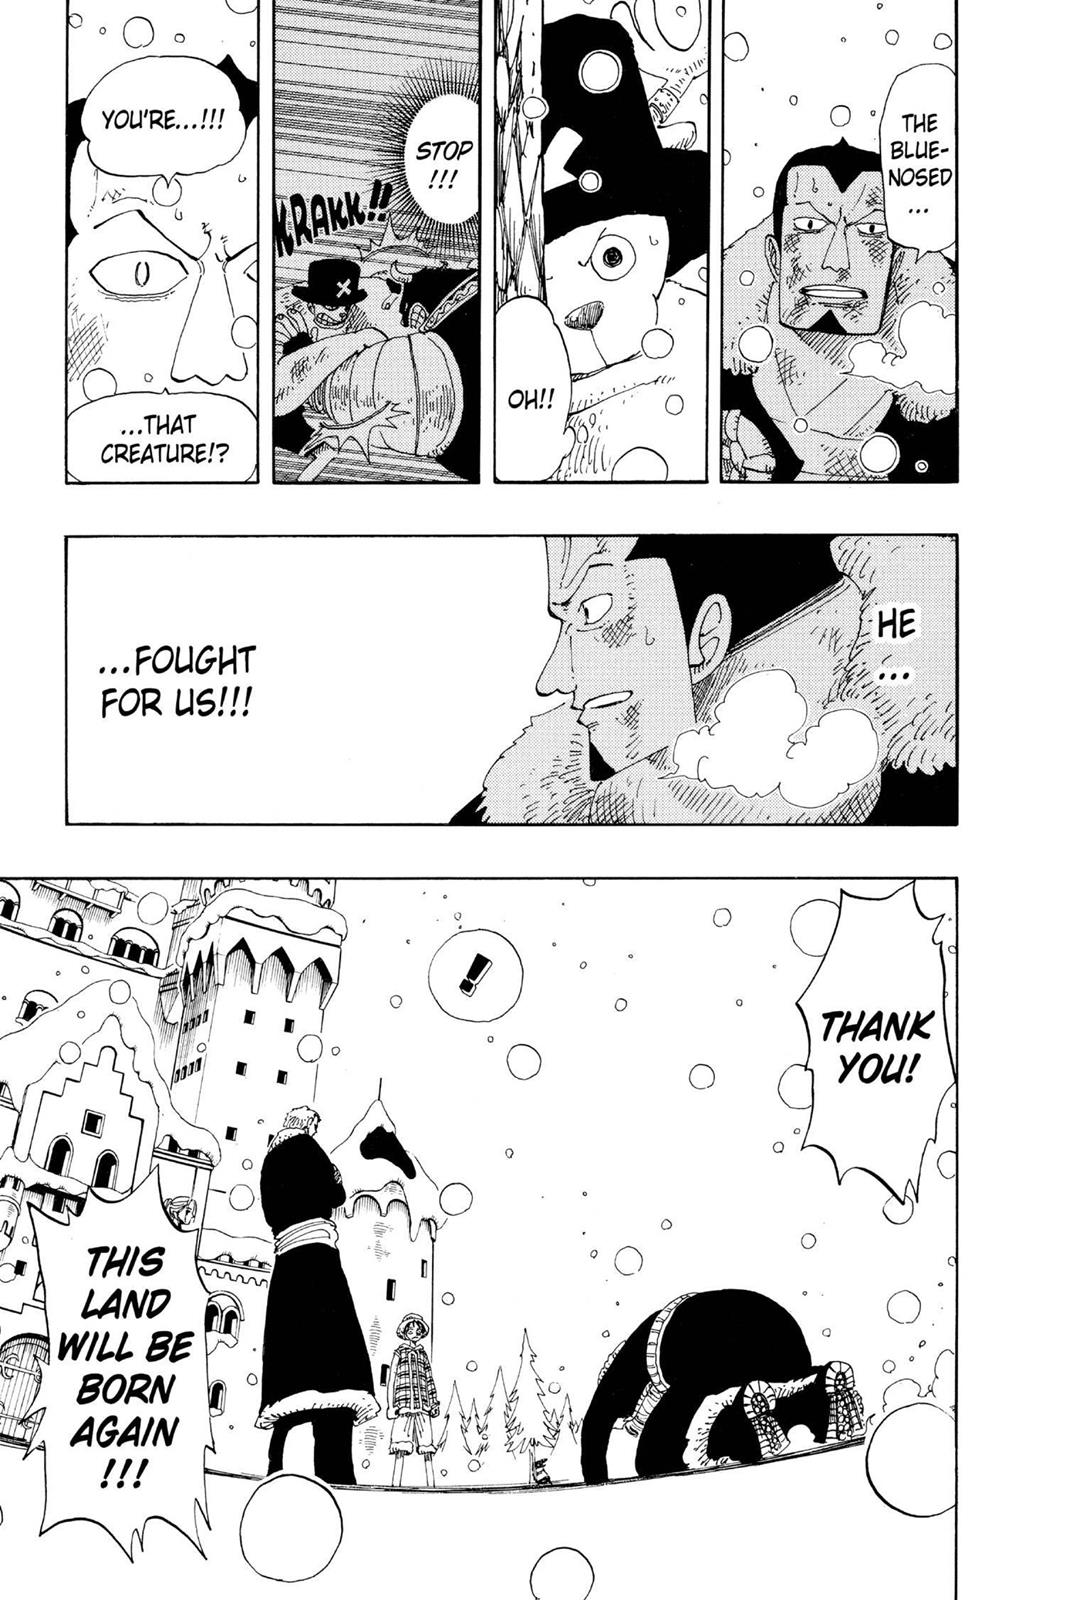 THE
BLUE-
NOSED
...
OH!!
STOP
!!!
KRAKK!!
YOU'RE...!!!
...THAT
CREATURE!?
HE
...
...FOUGHT
FOR US!!!
THANK
YOU!
!
THIS
LAND
WILL BE
BORN
AGAIN
!!!